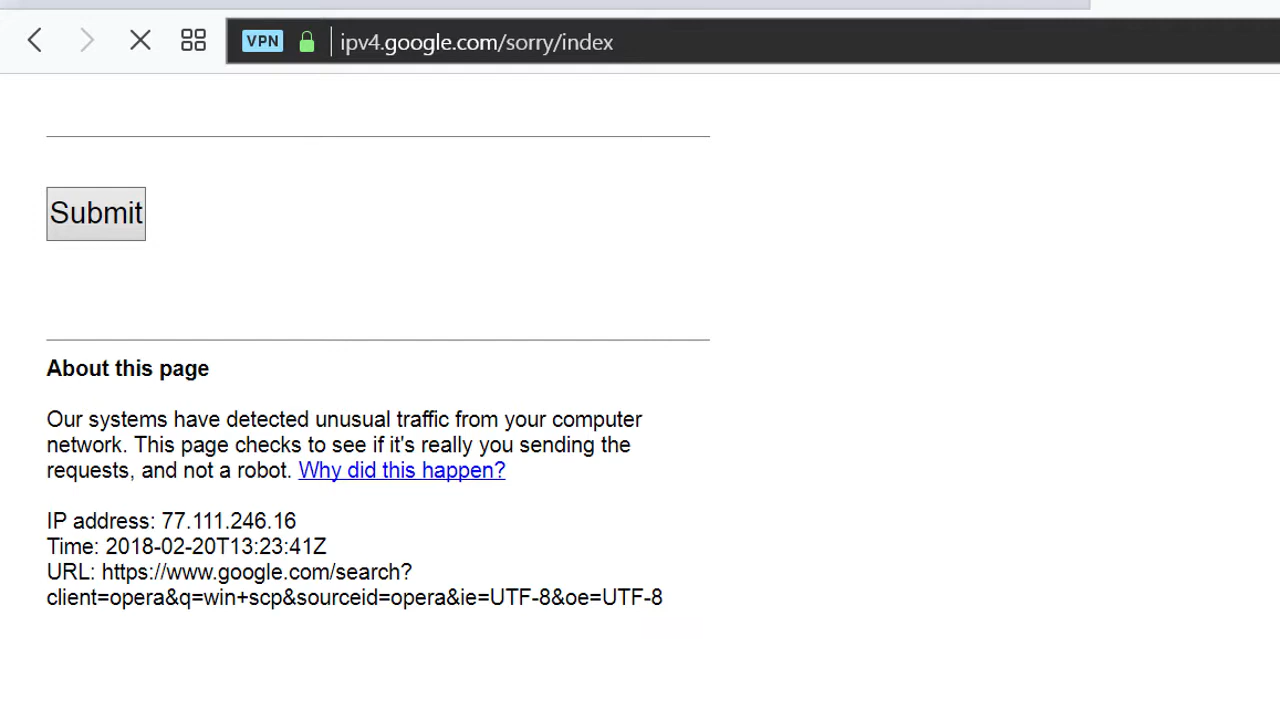 VPN ipv4.google.com/sorry/index
Submit
About this page
Our systems have detected unusual traffic from your computer
network. This page checks to see if it's really you sending the
requests, and not a robot. Why did this happen?
IP address: 77.111.246.16
Time: 2018-02-20T13:23:41Z
URL: https://www.google.com/search?
client=opera&q=win+scp&sourceid=opera&ie=UTF-8&oe=UTF-8